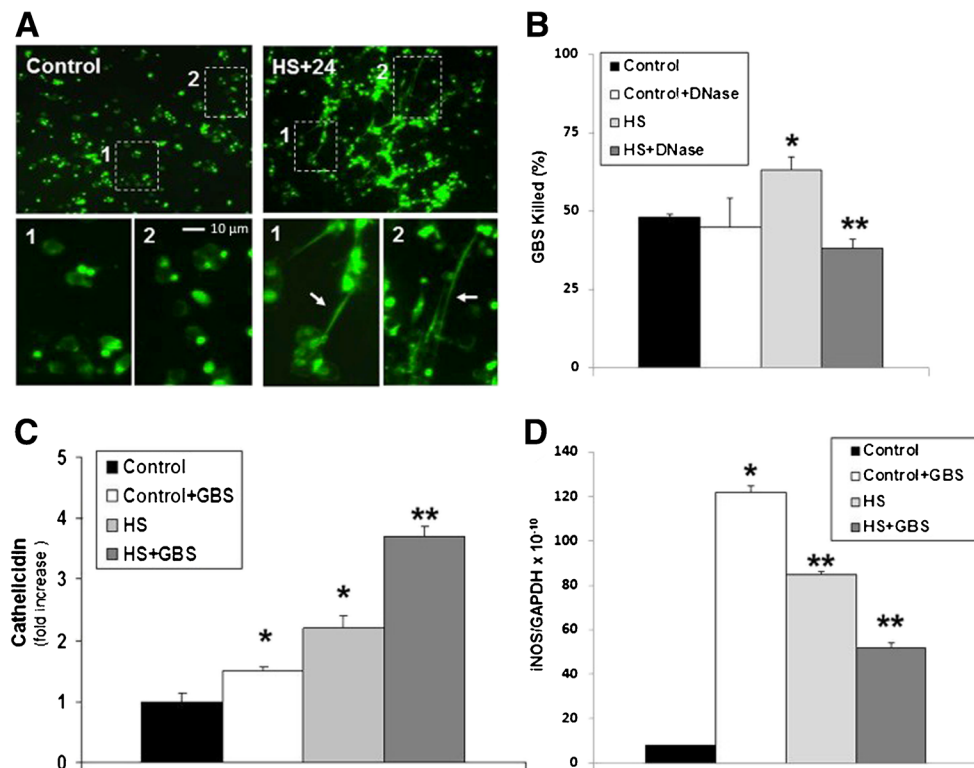 A
Control
2
1
HS+24
2
1
1
2
10 µm
1
2
B
GBS Killed (%)
100
75
50
25
0
Control
Control+DNase
HS
HS+DNase
*
**
C
Cathelicidin
(fold increase )
5
4
3
2
1
0
Control
Control+GBS
HS
HS+GBS
*
*
**
D
iNOS/GAPDH x 10-10
140
120
100
80
60
40
20
0
Control
Control+GBS
HS
HS+GBS
*
**
**